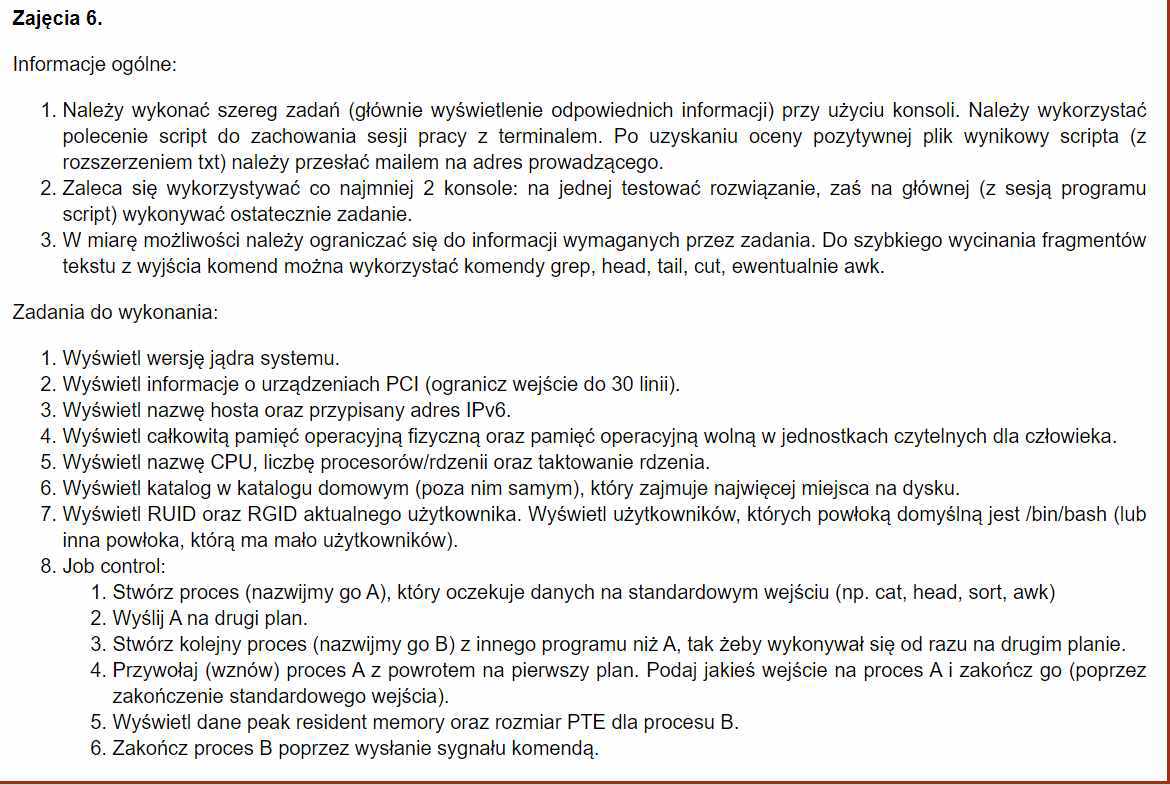 Zajęcia 6.
Informacje ogólne:
1. Należy wykonać szereg zadań (głównie wyświetlenie odpowiednich informacji) przy użyciu konsoli. Należy wykorzystać
polecenie script do zachowania sesji pracy z terminalem. Po uzyskaniu oceny pozytywnej plik wynikowy scripta (z
rozszerzeniem txt) należy przesłać mailem na adres prowadzącego.
2. Zaleca się wykorzystywać co najmniej 2 konsole: na jednej testować rozwiązanie, zaś na głównej (z sesją programu
script) wykonywać ostatecznie zadanie.
3. W miarę możliwości należy ograniczać się do informacji wymaganych przez zadania. Do szybkiego wycinania fragmentów
tekstu z wyjścia komend można wykorzystać komendy grep, head, tail, cut, ewentualnie awk.
Zadania do wykonania:
1. Wyświetl wersję jądra systemu.
2. Wyświetl informacje o urządzeniach PCI (ogranicz wejście do 30 linii).
3. Wyświetl nazwę hosta oraz przypisany adres IPv6.
4. Wyświetl całkowitą pamięć operacyjną fizyczną oraz pamięć operacyjną wolną w jednostkach czytelnych dla człowieka.
5. Wyświetl nazwę CPU, liczbę procesorów/rdzenii oraz taktowanie rdzenia.
6. Wyświetl katalog w katalogu domowym (poza nim samym), który zajmuje najwięcej miejsca na dysku.
7. Wyświetl RUID oraz RGID aktualnego użytkownika. Wyświetl użytkowników, których powłoką domyślną jest /bin/bash (lub
inna powłoka, którą ma mało użytkowników).
8. Job control:
1. Stwórz proces (nazwijmy go A), który oczekuje danych na standardowym wejściu (np. cat, head, sort, awk)
2. Wyślij A na drugi plan.
3. Stwórz kolejny proces (nazwijmy go B) z innego programu niż A, tak żeby wykonywał się od razu na drugim planie.
4. Przywołaj (wznów) proces A z powrotem na pierwszy plan. Podaj jakieś wejście na proces A i zakończ go (poprzez
zakończenie standardowego wejścia).
5. Wyświetl dane peak resident memory oraz rozmiar PTE dla procesu B.
6. Zakończ proces B poprzez wysłanie sygnału komendą.